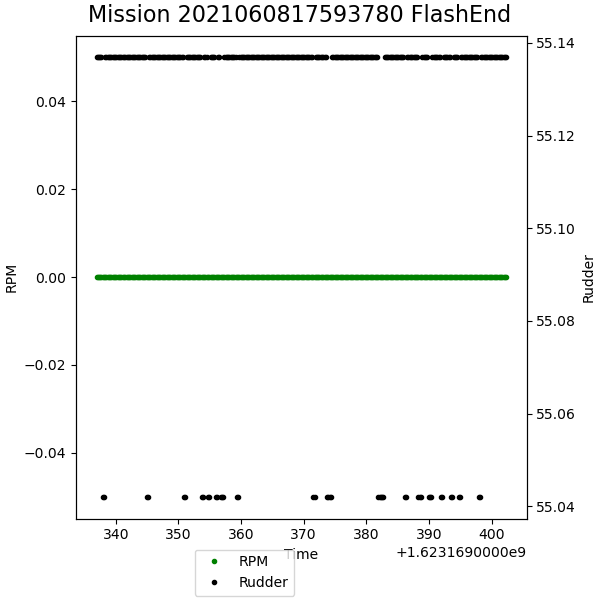 Mission 2021060817593780 FlashEnd
0.04
0.02
0.00
−0.02
−0.04
RPM
55.14
55.12
55.10
55.08
55.06
55.04
Rudder
340
350
360
370
380
390
400
Time
+1.6231690000e9
RPM
Rudder